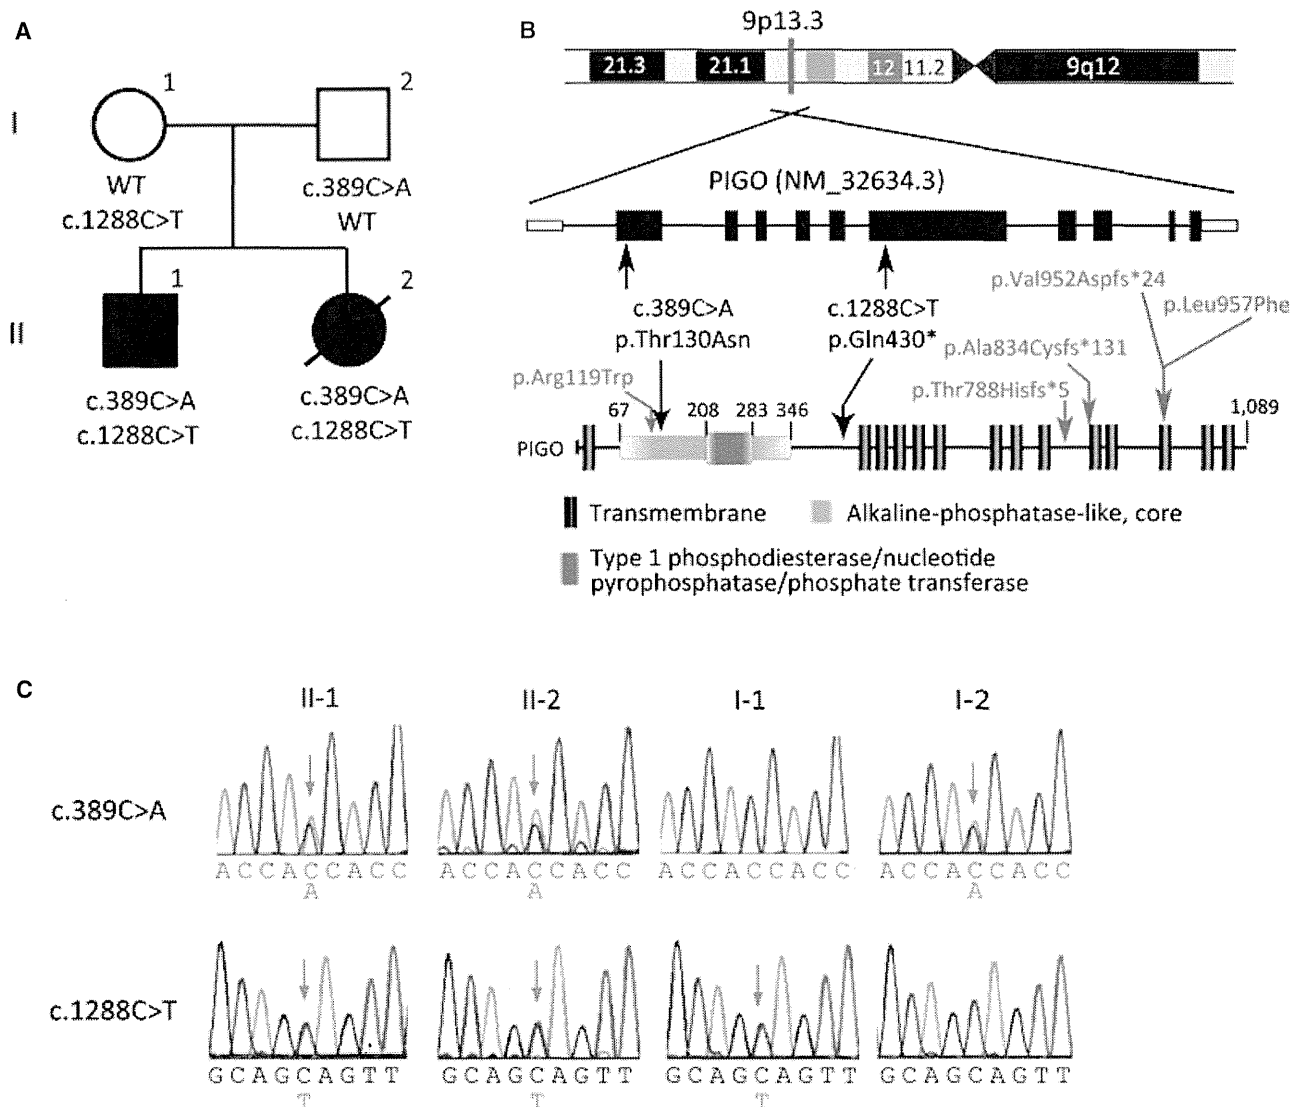 A
1
2
I
WT
c.1288C>T
c.389C>A
WT
1
2
II
c.389C>A
c.1288C>T
c.389C>A
c.1288C>T
B
9p13.3
21.3
21.1
12
11.2
9q12
PIGO (NM_32634.3)
c.389C>A
p.Thr130Asn
c.1288C>T
p.Gln430*
p.Val952Aspfs*24
p.Leu957Phe
p.Ala834Cysfs*131
p.Arg119Trp
p.Thr788Hisfs*5
67
208
283
346
1,089
PIGO
Transmembrane
Alkaline-phosphatase-like, core
Type 1 phosphodiesterase/nucleotide
pyrophosphatase/phosphate transferase
C
II-1
II-2
I-1
I-2
c.389C>A
ACCACCACC
A
ACCACCACC
A
ACCACCACC
ACCACCACC
A
c.1288C>T
GCAGCAGTT
T
GCAGCAGTT
T
GCAGCAGTT
T
GCAGCAGTT